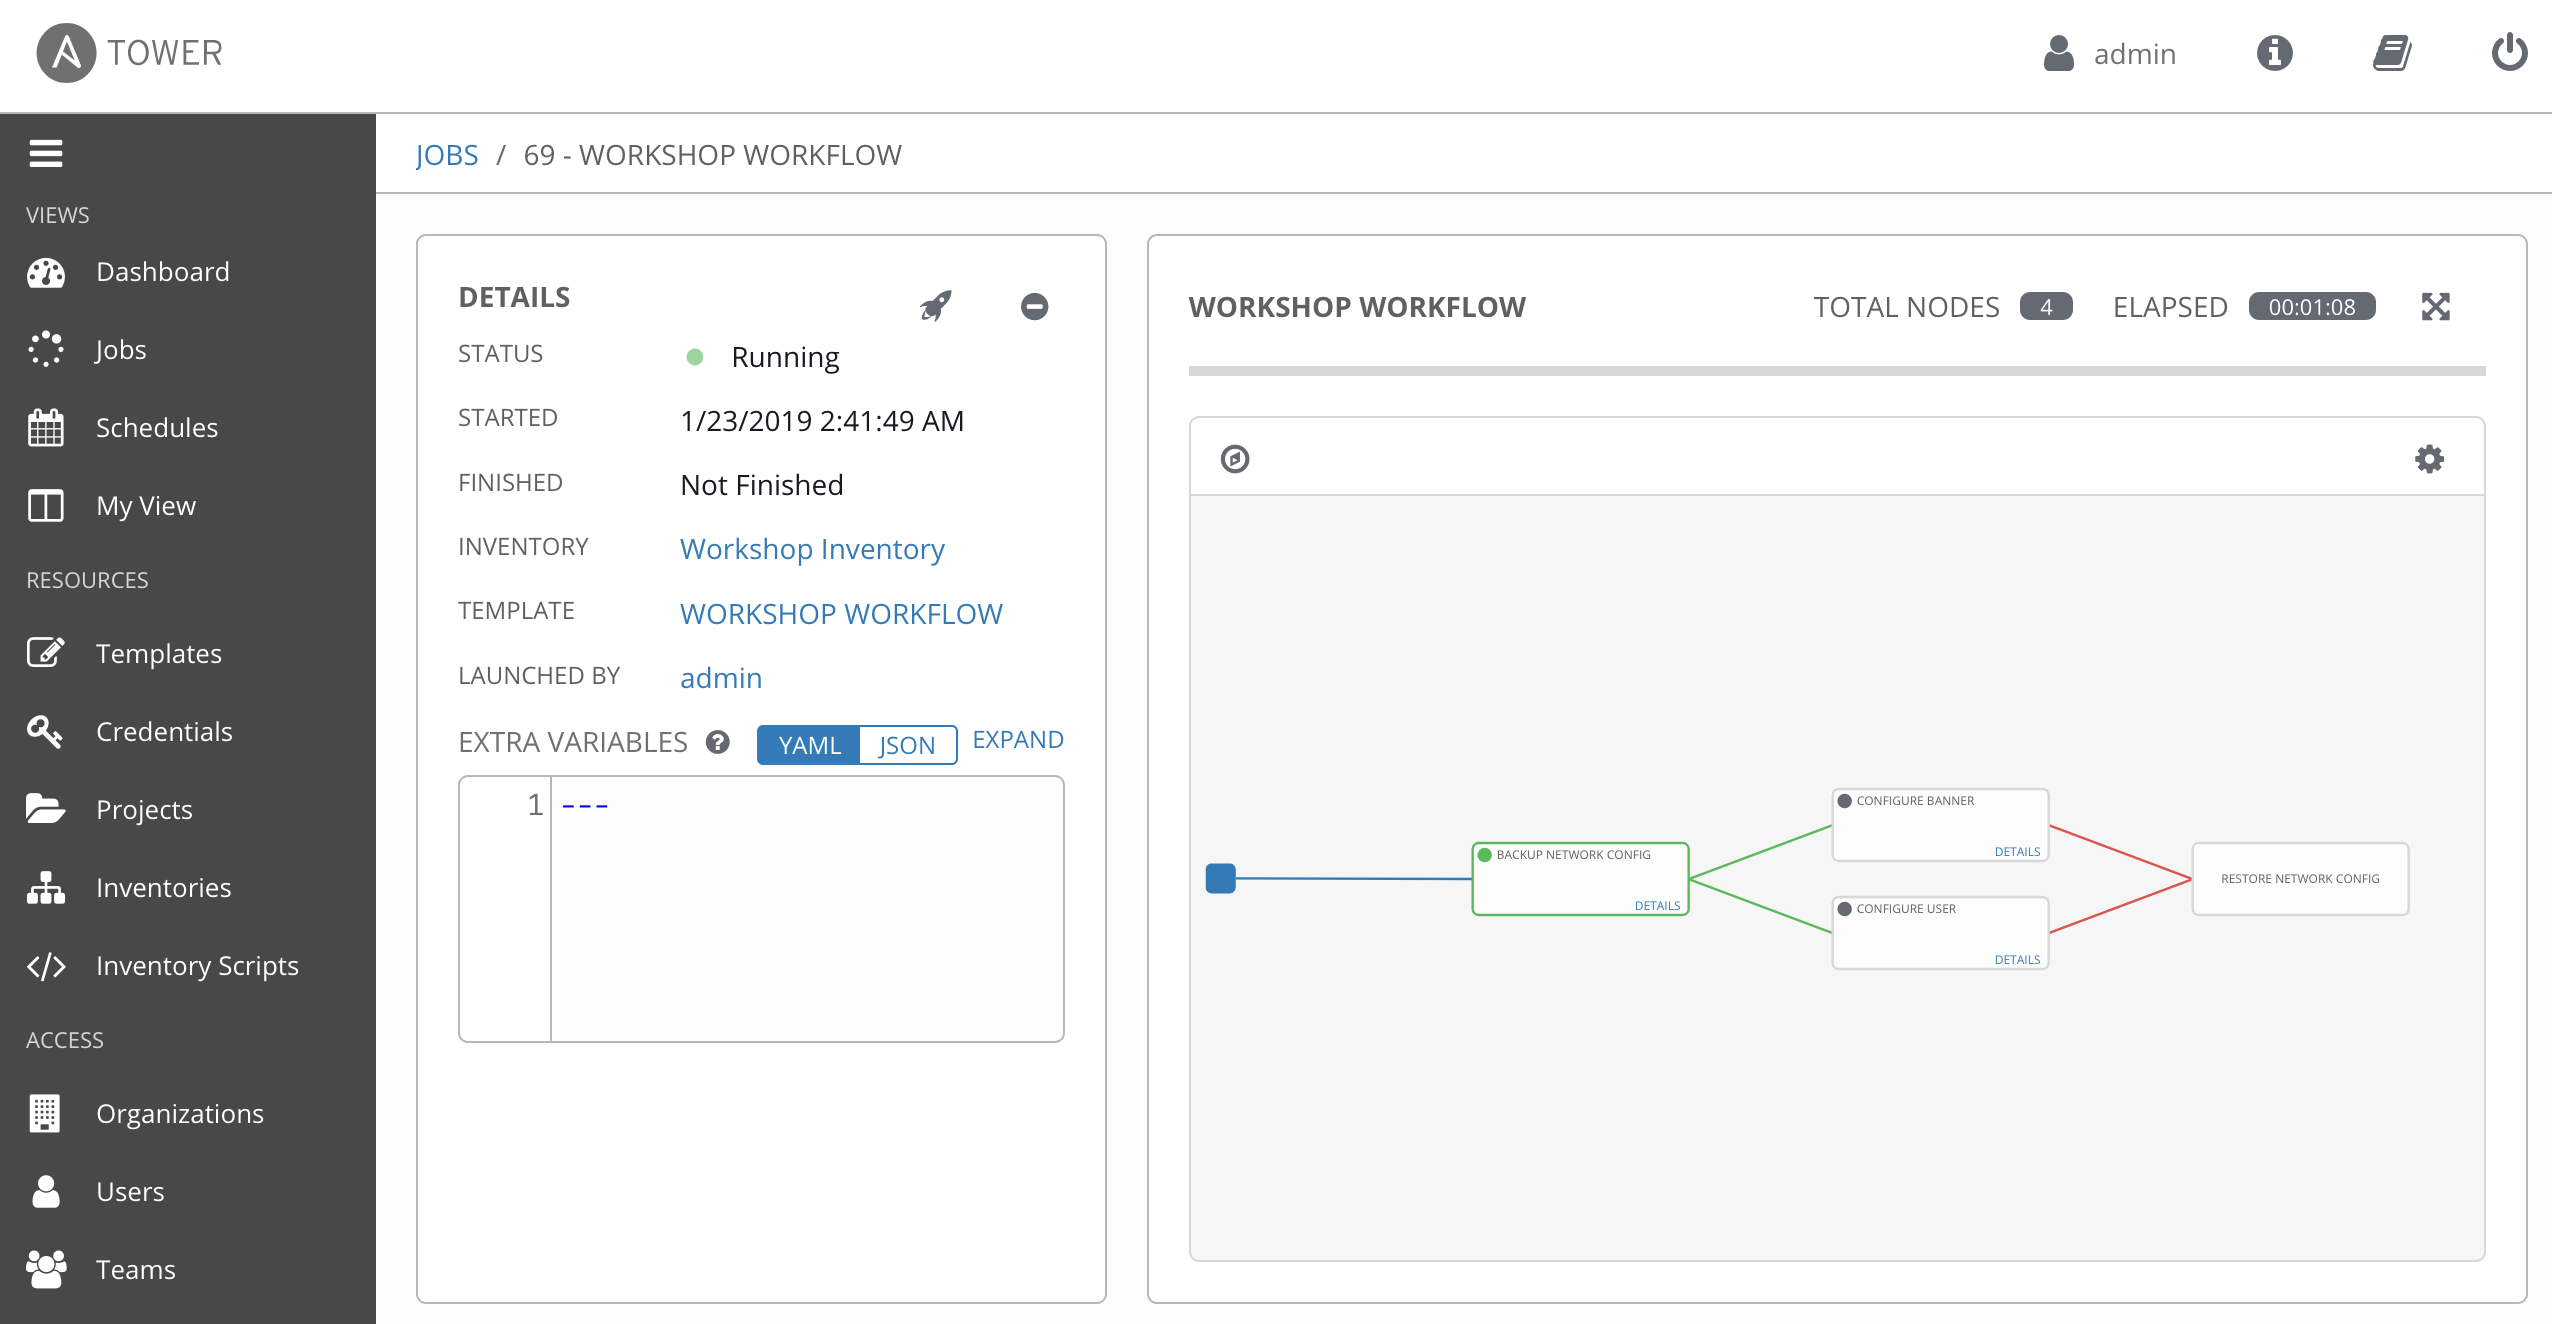 A TOWER
admin
JOBS / 69 - WORKSHOP WORKFLOW
VIEWS
Dashboard
Jobs
Schedules
My View
RESOURCES
Templates
Credentials
Projects
Inventories
Inventory Scripts
ACCESS
Organizations
Users
Teams
DETAILS
STATUS Running
STARTED 1/23/2019 2:41:49 AM
FINISHED Not Finished
INVENTORY Workshop Inventory
TEMPLATE WORKSHOP WORKFLOW
LAUNCHED BY admin
EXTRA VARIABLES ? YAML JSON EXPAND
1 ---
WORKSHOP WORKFLOW TOTAL NODES 4 ELAPSED 00:01:08
BACKUP NETWORK CONFIG
DETAILS
CONFIGURE BANNER
DETAILS
CONFIGURE USER
DETAILS
RESTORE NETWORK CONFIG